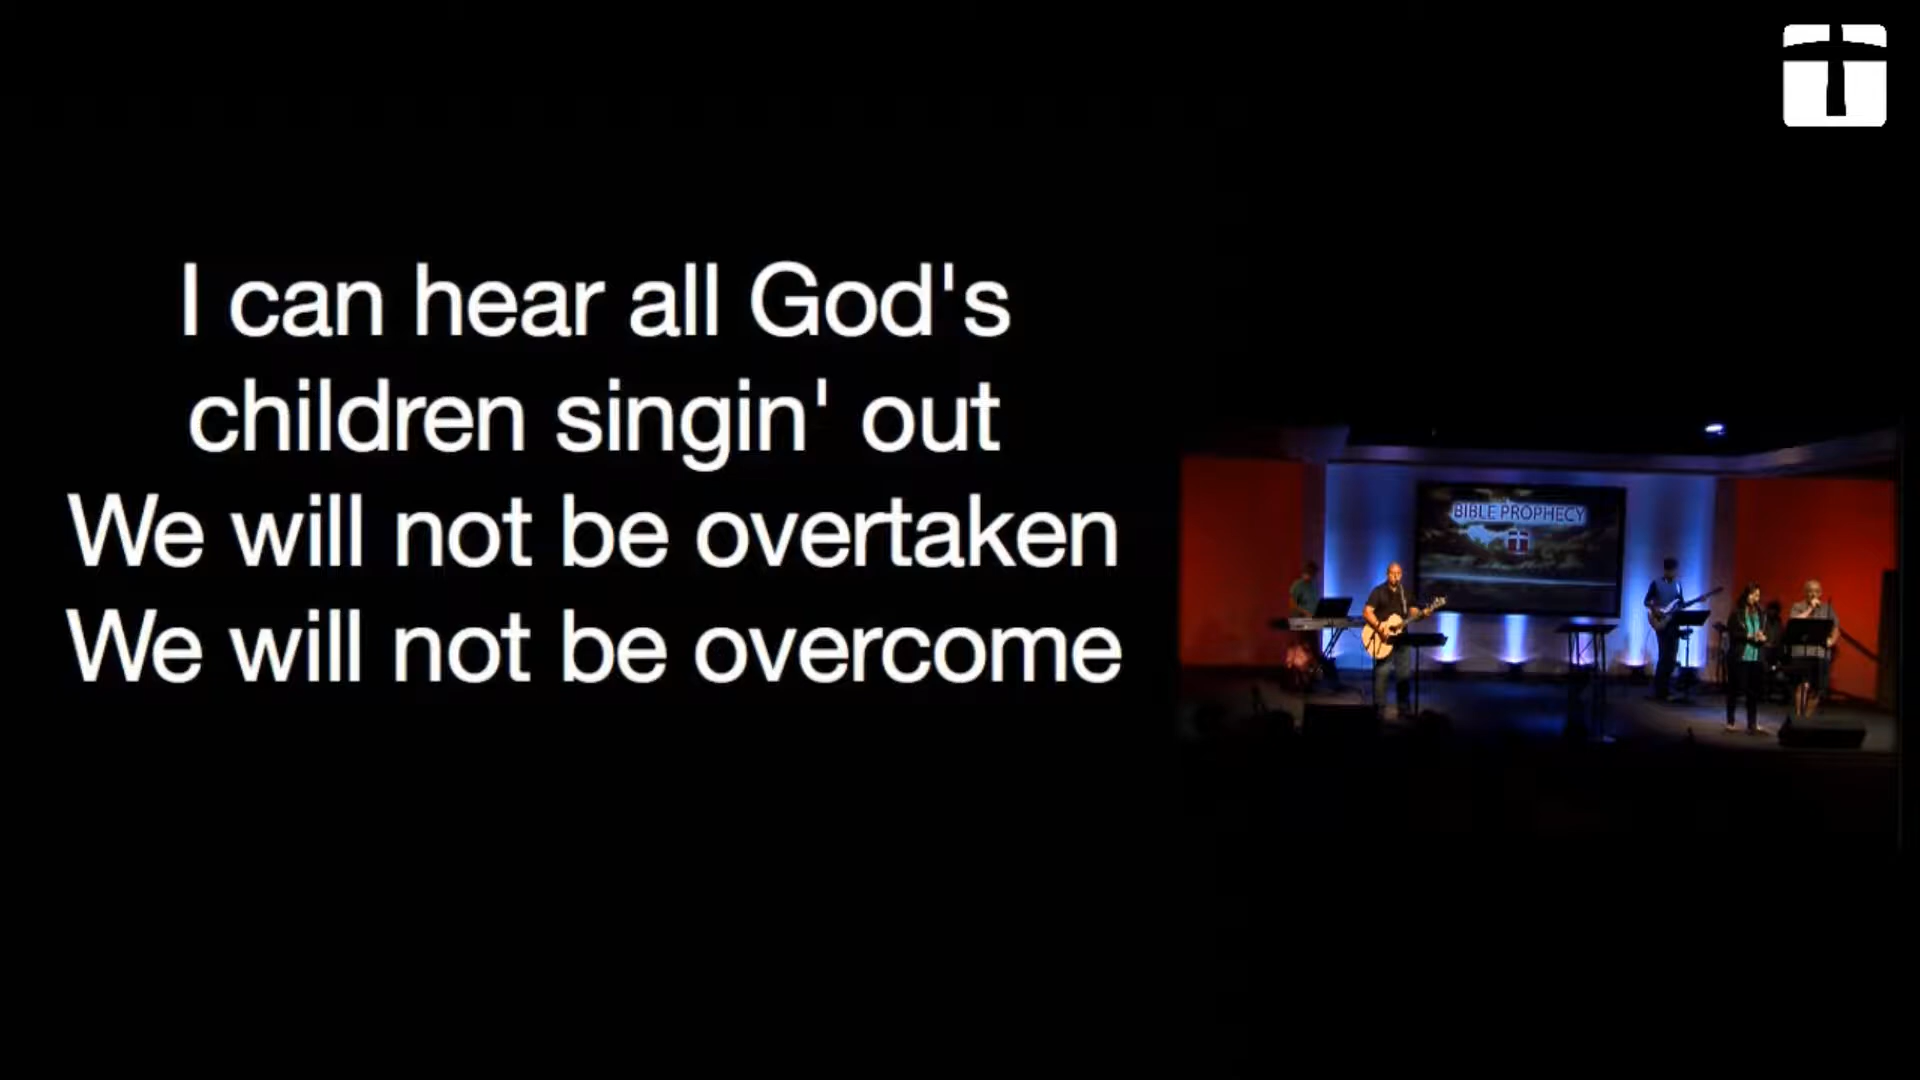 I can hear all God's
children singin' out
We will not be overtaken
We will not be overcome
BIBLE PROPHECY